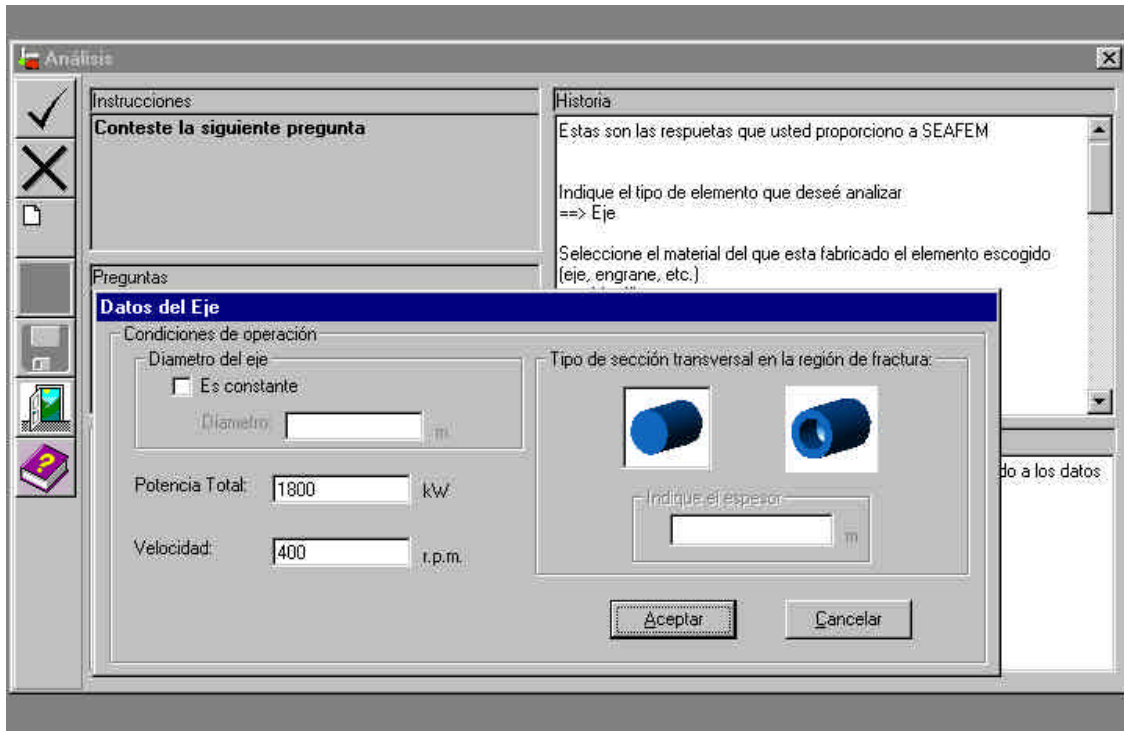 Análisis
Instrucciones
Conteste la siguiente pregunta
Historia
Estas son las respuetas que usted proporciono a SEAFEM
Indique el tipo de elemento que deseé analizar
==> Eje
Seleccione el material del que esta fabricado el elemento escogido
(eje, engrane, etc.)
Preguntas
Datos del Eje
Condiciones de operación
Diametro del eje
Es constante
Diametro: m
Potencia Total: 1800 kW
Velocidad: 400 r.p.m.
Tipo de sección transversal en la región de fractura:
Indique el espesor
m
Aceptar Cancelar
do a los datos